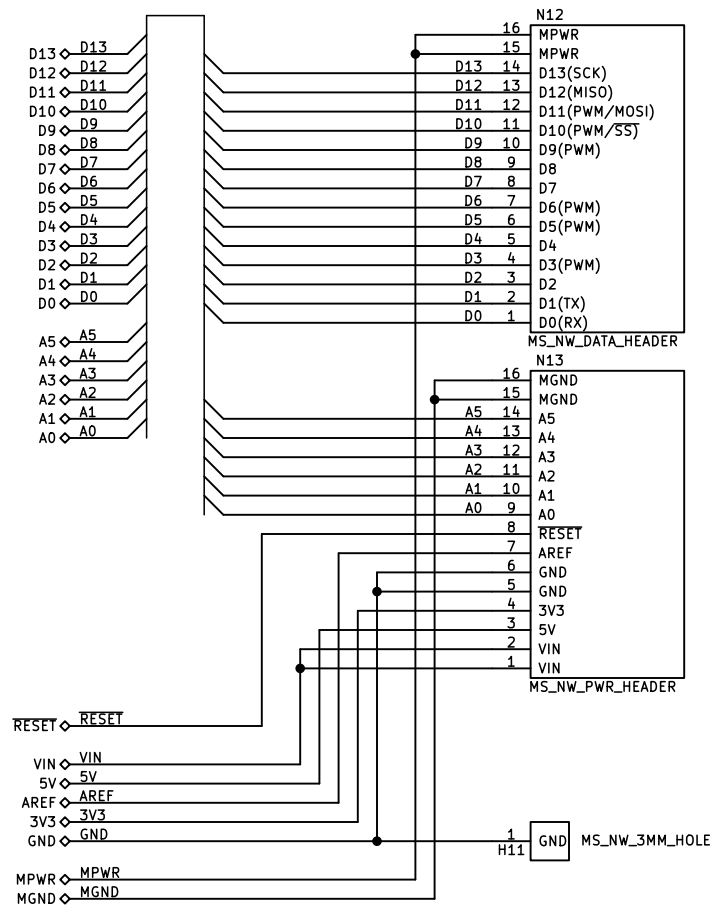 N12
16 MPWR
15 MPWR
D13 D13 D13 14 D13(SCK)
D12 D12 D12 13 D12(MISO)
D11 D11 D11 12 D11(PWM/MOSI)
D10 D10 D10 11 D10(PWM/SS)
D9 D9 D9 10 D9(PWM)
D8 D8 D8 9 D8
D7 D7 D7 8 D7
D6 D6 D6 7 D6(PWM)
D5 D5 D5 6 D5(PWM)
D4 D4 D4 5 D4
D3 D3 D3 4 D3(PWM)
D2 D2 D2 3 D2
D1 D1 D1 2 D1(TX)
D0 D0 D0 1 D0(RX)
MS_NW_DATA_HEADER
N13
16 MGND
15 MGND
A5 A5 A5 14 A5
A4 A4 A4 13 A4
A3 A3 A3 12 A3
A2 A2 A2 11 A2
A1 A1 A1 10 A1
A0 A0 A0 9 A0
8 RESET
7 AREF
6 GND
5 GND
4 3V3
3 5V
2 VIN
1 VIN
MS_NW_PWR_HEADER
RESET RESET
VIN VIN
5V 5V
AREF AREF
3V3 3V3
GND GND 1 GND MS_NW_3MM_HOLE
H11
MPWR MPWR
MGND MGND